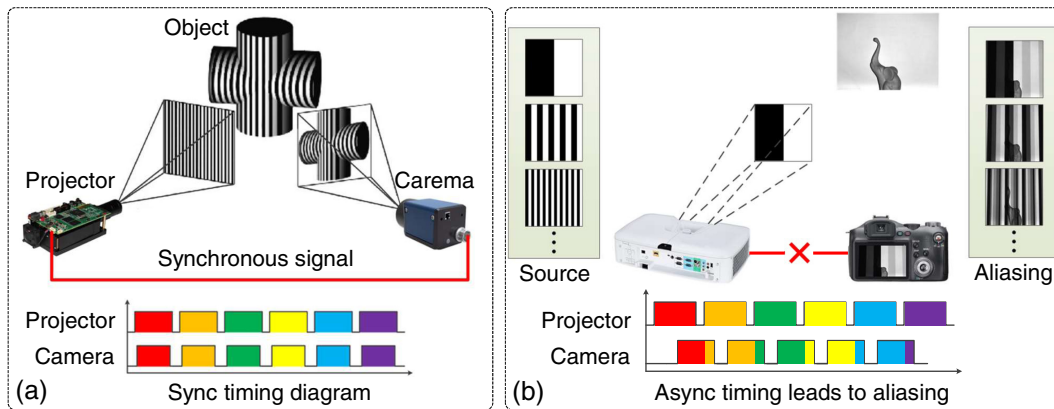 Object
Projector
Carema
Synchronous signal
Projector
Camera
(a)
Sync timing diagram
Source
Aliasing
Projector
Camera
(b)
Async timing leads to aliasing